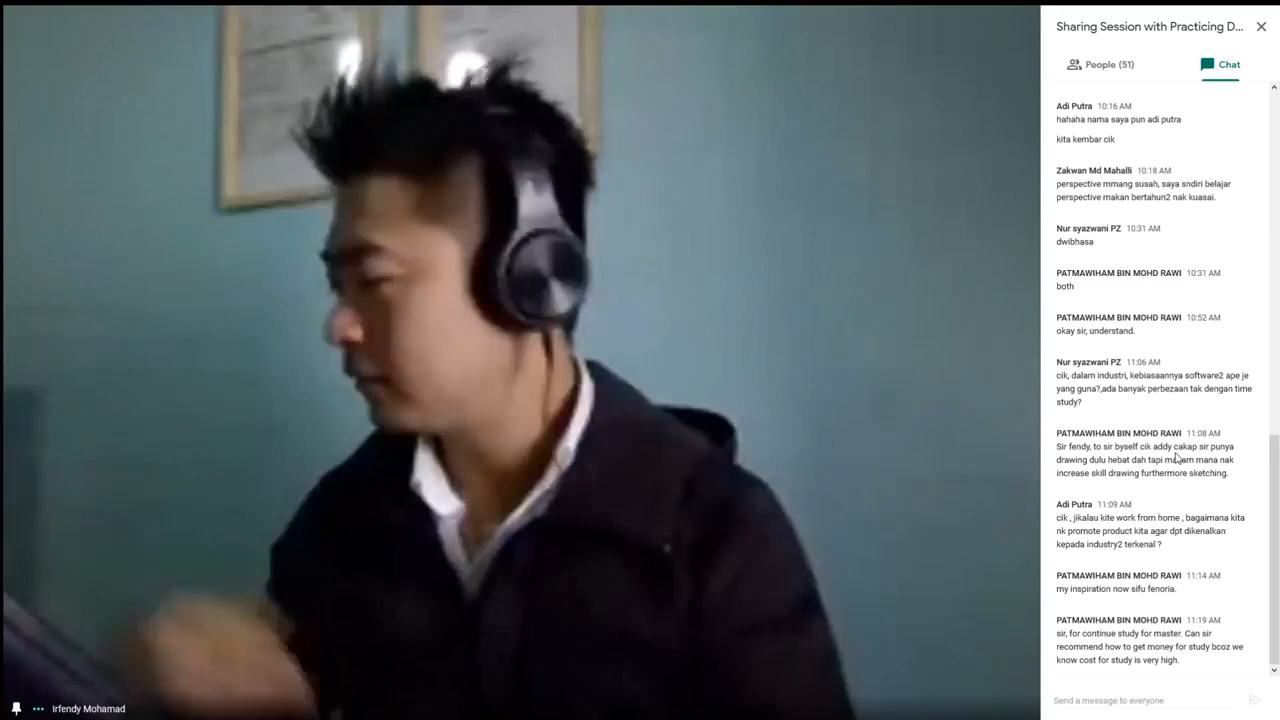 Sharing Session with Practicing D...
People (51)
Chat
Adi Putra 10:16 AM
hahaha nama saya pun adi putra
kita kembar cik
Zakwan Md Mahalli 10:18 AM
perspective mmang susah, saya sndiri belajar
perspective makan bertahun2 nak kuasai.
Nur syazwani PZ 10:31 AM
dwibhasa
PATMAWIHAM BIN MOHD RAWI 10:31 AM
both
PATMAWIHAM BIN MOHD RAWI 10:52 AM
okay sir, understand.
Nur syazwani PZ 11:06 AM
cik, dalam industri, kebiasaannya software2 ape je
yang guna?,ada banyak perbezaan tak dengan time
study?
PATMAWIHAM BIN MOHD RAWI 11:08 AM
Sir fendy, to sir byself cik addy cakap sir punya
drawing dulu hebat dah tapi macam mana nak
increase skill drawing furthermore sketching.
Adi Putra 11:09 AM
cik , jikalau kite work from home , bagaimana kita
nk promote product kita agar dpt dikenalkan
kepada industry2 terkenal ?
PATMAWIHAM BIN MOHD RAWI 11:14 AM
my inspiration now sifu fenoria.
PATMAWIHAM BIN MOHD RAWI 11:19 AM
sir, for continue study for master. Can sir
recommend how to get money for study bcoz we
know cost for study is very high.
Send a message to everyone
Irfendy Mohamad